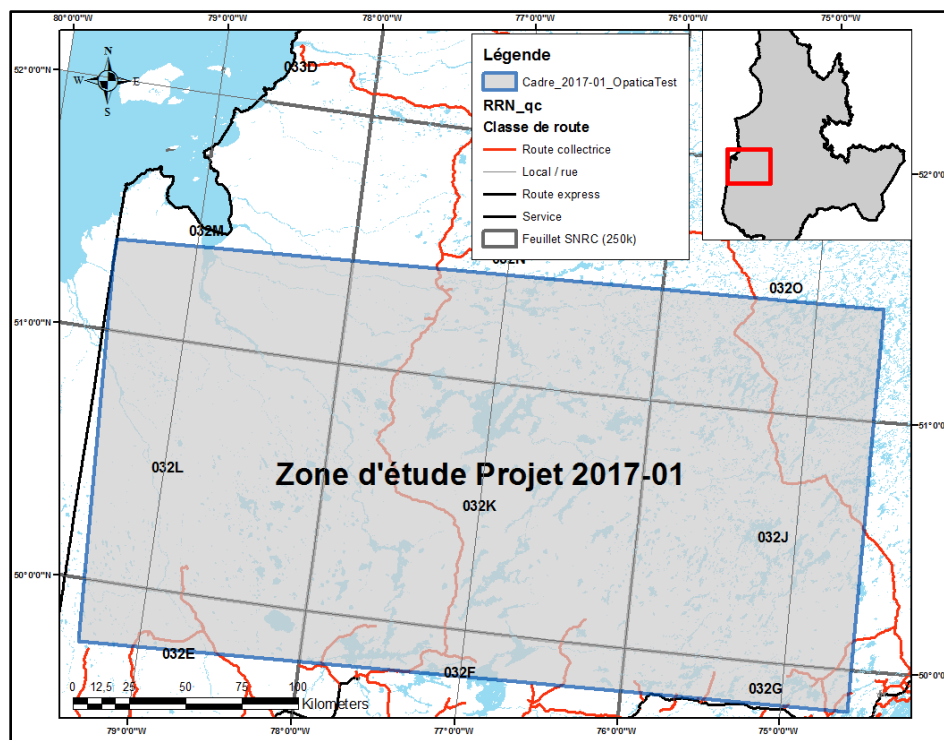 80°0'0"W
79°0'0"W
78°0'0"W
77°0'0"W
76°0'0"W
75°0'0"W
52°0'0"N
N
W
E
S
033D
Légende
Cadre_2017-01_OpaticaTest
RRN_qc
Classe de route
Route collectrice
Local / rue
Route express
Service
Feuillet SNRC (250k)
52°0'0"N
032M
032N
032O
51°0'0"N
51°0'0"N
032L
Zone d'étude Projet 2017-01
032K
032J
50°0'0"N
032E
032F
032G
50°0'0"N
0 12,5 25 50 75 100
Kilometers
79°0'0"W
78°0'0"W
77°0'0"W
76°0'0"W
75°0'0"W